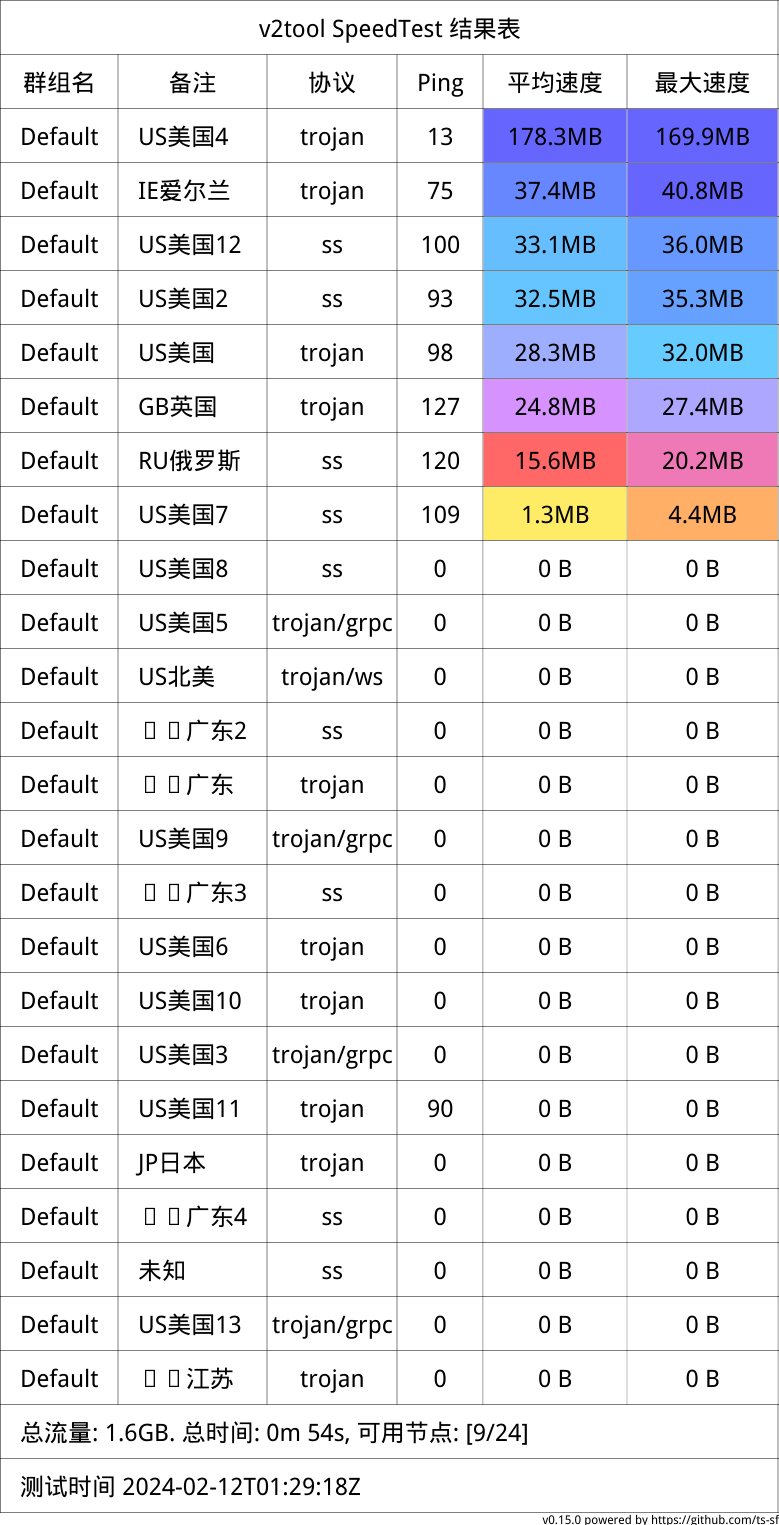 v2tool SpeedTest 结果表
群组名 备注 协议 Ping 平均速度 最大速度
Default US美国4 trojan 13 178.3MB 169.9MB
Default IE爱尔兰 trojan 75 37.4MB 40.8MB
Default US美国12 ss 100 33.1MB 36.0MB
Default US美国2 ss 93 32.5MB 35.3MB
Default US美国 trojan 98 28.3MB 32.0MB
Default GB英国 trojan 127 24.8MB 27.4MB
Default RU俄罗斯 ss 120 15.6MB 20.2MB
Default US美国7 ss 109 1.3MB 4.4MB
Default US美国8 ss 0 0 B 0 B
Default US美国5 trojan/grpc 0 0 B 0 B
Default US北美 trojan/ws 0 0 B 0 B
Default 广东2 ss 0 0 B 0 B
Default 广东 trojan 0 0 B 0 B
Default US美国9 trojan/grpc 0 0 B 0 B
Default 广东3 ss 0 0 B 0 B
Default US美国6 trojan 0 0 B 0 B
Default US美国10 trojan 0 0 B 0 B
Default US美国3 trojan/grpc 0 0 B 0 B
Default US美国11 trojan 90 0 B 0 B
Default JP日本 trojan 0 0 B 0 B
Default 广东4 ss 0 0 B 0 B
Default 未知 ss 0 0 B 0 B
Default US美国13 trojan/grpc 0 0 B 0 B
Default 江苏 trojan 0 0 B 0 B
总流量: 1.6GB. 总时间: 0m 54s, 可用节点: [9/24]
测试时间 2024-02-12T01:29:18Z
v0.15.0 powered by https://github.com/ts-sf